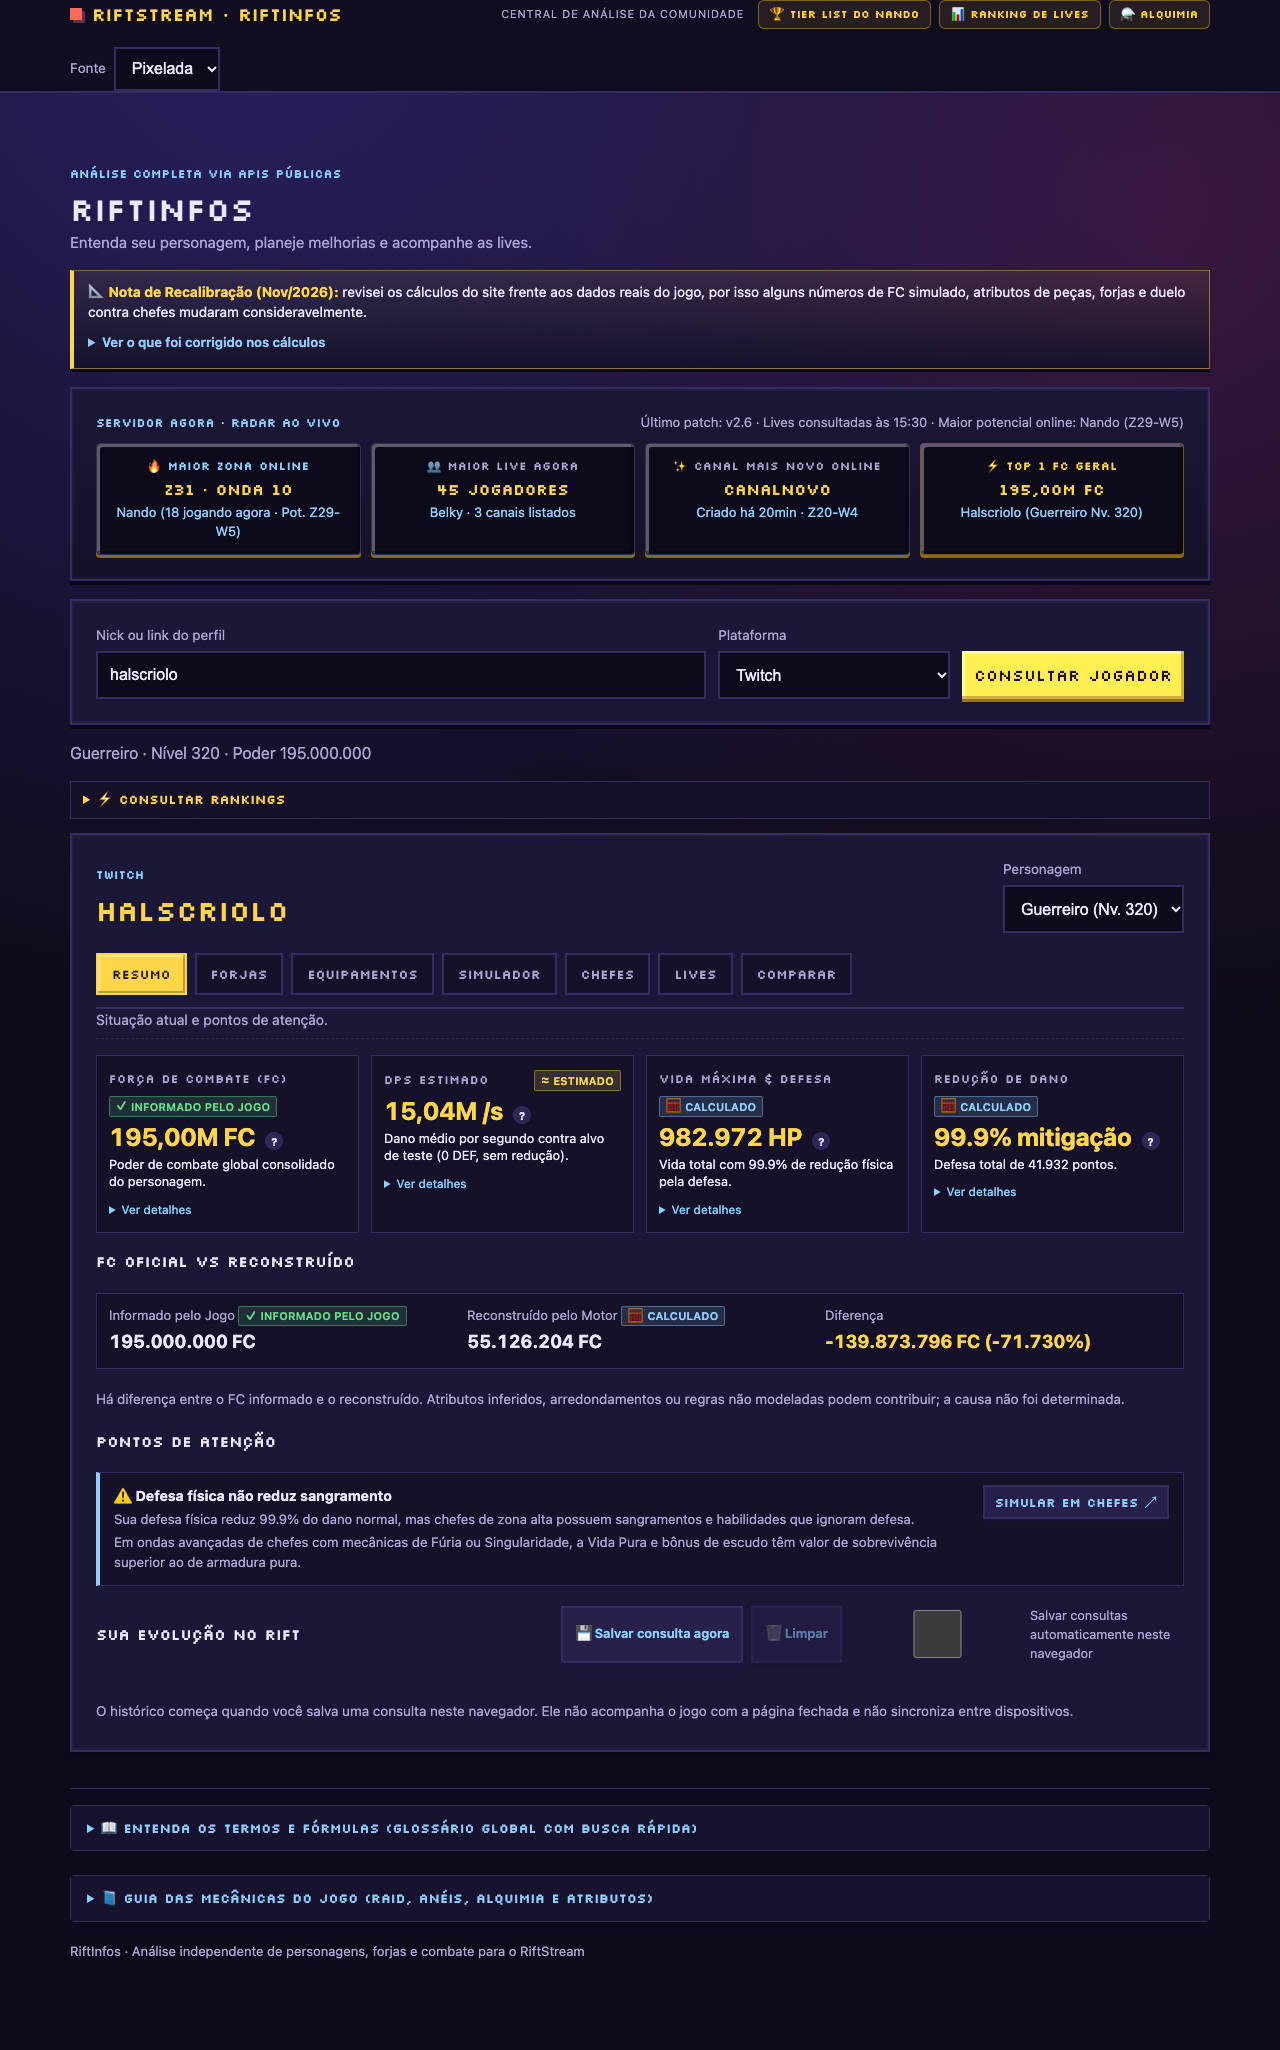 RIFTSTREAM · RIFTINFOS
CENTRAL DE ANÁLISE DA COMUNIDADE
🏆 TIER LIST DO NANDO
📊 RANKING DE LIVES
⚗️ ALQUIMIA
Fonte
Pixelada
ANÁLISE COMPLETA VIA APIS PÚBLICAS
RIFTINFOS
Entenda seu personagem, planeje melhorias e acompanhe as lives.
📐 Nota de Recalibração (Nov/2026): revisei os cálculos do site frente aos dados reais do jogo, por isso alguns números de FC simulado, atributos de peças, forjas e duelo
contra chefes mudaram consideravelmente.
▶ Ver o que foi corrigido nos cálculos
SERVIDOR AGORA · RADAR AO VIVO
Último patch: v2.6 · Lives consultadas às 15:30 · Maior potencial online: Nando (Z29-W5)
🔥 MAIOR ZONA ONLINE
Z31 · ONDA 10
Nando (18 jogando agora · Pot. Z29-
W5)
👥 MAIOR LIVE AGORA
45 JOGADORES
Belky · 3 canais listados
✨ CANAL MAIS NOVO ONLINE
CANALNOVO
Criado há 20min · Z20-W4
⚡ TOP 1 FC GERAL
195,00M FC
Halscriolo (Guerreiro Nv. 320)
Nick ou link do perfil
halscriolo
Plataforma
Twitch
CONSULTAR JOGADOR
Guerreiro · Nível 320 · Poder 195.000.000
▶ ⚡ CONSULTAR RANKINGS
TWITCH
HALSCRIOLO
Personagem
Guerreiro (Nv. 320)
RESUMO
FORJAS
EQUIPAMENTOS
SIMULADOR
CHEFES
LIVES
COMPARAR
Situação atual e pontos de atenção.
FORÇA DE COMBATE (FC)
✓ INFORMADO PELO JOGO
195,00M FC ?
Poder de combate global consolidado
do personagem.
▶ Ver detalhes
DPS ESTIMADO
≈ ESTIMADO
15,04M /s ?
Dano médio por segundo contra alvo
de teste (0 DEF, sem redução).
▶ Ver detalhes
VIDA MÁXIMA & DEFESA
🧮 CALCULADO
982.972 HP ?
Vida total com 99.9% de redução física
pela defesa.
▶ Ver detalhes
REDUÇÃO DE DANO
🧮 CALCULADO
99.9% mitigação ?
Defesa total de 41.932 pontos.
▶ Ver detalhes
FC OFICIAL VS RECONSTRUÍDO
Informado pelo Jogo ✓ INFORMADO PELO JOGO
195.000.000 FC
Reconstruído pelo Motor 🧮 CALCULADO
55.126.204 FC
Diferença
-139.873.796 FC (-71.730%)
Há diferença entre o FC informado e o reconstruído. Atributos inferidos, arredondamentos ou regras não modeladas podem contribuir; a causa não foi determinada.
PONTOS DE ATENÇÃO
⚠️ Defesa física não reduz sangramento
Sua defesa física reduz 99.9% do dano normal, mas chefes de zona alta possuem sangramentos e habilidades que ignoram defesa.
Em ondas avançadas de chefes com mecânicas de Fúria ou Singularidade, a Vida Pura e bônus de escudo têm valor de sobrevivência
superior ao de armadura pura.
SIMULAR EM CHEFES ↗
SUA EVOLUÇÃO NO RIFT
💾 Salvar consulta agora
🗑️ Limpar
Salvar consultas
automaticamente neste
navegador
O histórico começa quando você salva uma consulta neste navegador. Ele não acompanha o jogo com a página fechada e não sincroniza entre dispositivos.
▶ 📖 ENTENDA OS TERMOS E FÓRMULAS (GLOSSÁRIO GLOBAL COM BUSCA RÁPIDA)
▶ 📘 GUIA DAS MECÂNICAS DO JOGO (RAID, ANÉIS, ALQUIMIA E ATRIBUTOS)
RiftInfos · Análise independente de personagens, forjas e combate para o RiftStream